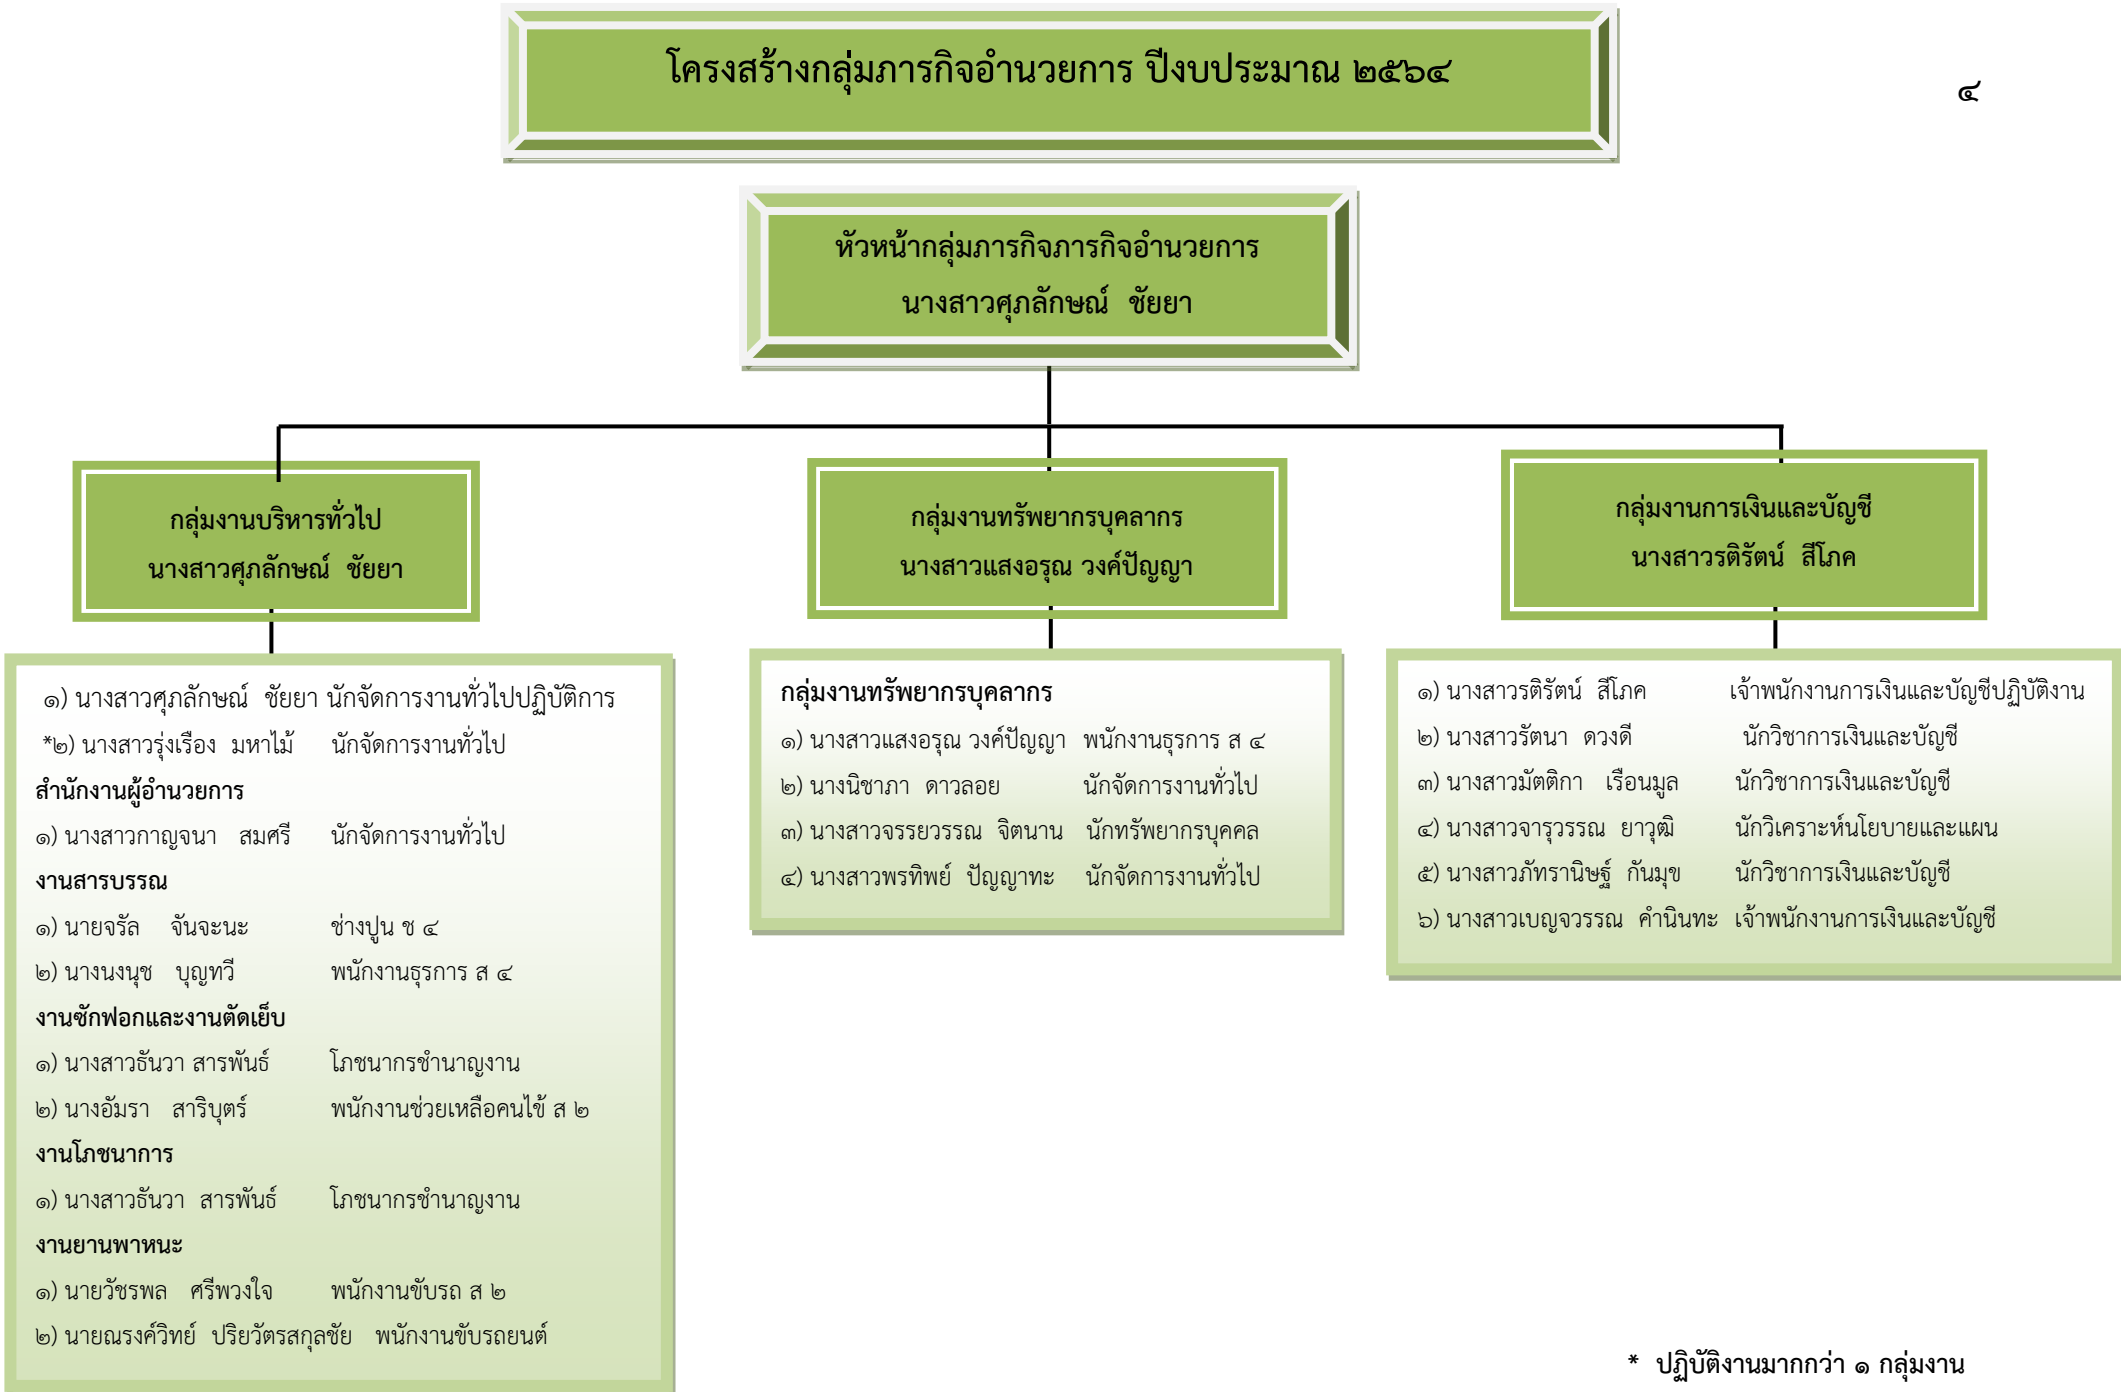 โครงสร้างกลุ่มภารกิจอำนวยการ ปีงบประมาณ ๒๕๖๔
๔
หัวหน้ากลุ่มภารกิจภารกิจอำนวยการ
นางสาวศุภลักษณ์ ชัยยา
กลุ่มงานบริหารทั่วไป
นางสาวศุภลักษณ์ ชัยยา
๑) นางสาวศุภลักษณ์ ชัยยา นักจัดการงานทั่วไปปฏิบัติการ
*๒) นางสาวรุ่งเรือง มหาไม้ นักจัดการงานทั่วไป
สำนักงานผู้อำนวยการ
๑) นางสาวกาญจนา สมศรี นักจัดการงานทั่วไป
งานสารบรรณ
๑) นายจรัล จันจะนะ ช่างปูน ช ๔
๒) นางนงนุช บุญทวี พนักงานธุรการ ส ๔
งานซักฟอกและงานตัดเย็บ
๑) นางสาวธันวา สารพันธ์ โภชนากรชำนาญงาน
๒) นางอัมรา สาริบุตร์ พนักงานช่วยเหลือคนไข้ ส ๒
งานโภชนาการ
๑) นางสาวธันวา สารพันธ์ โภชนากรชำนาญงาน
งานยานพาหนะ
๑) นายวัชรพล ศรีพวงใจ พนักงานขับรถ ส ๒
๒) นายณรงค์วิทย์ ปริยวัตรสกุลชัย พนักงานขับรถยนต์
กลุ่มงานทรัพยากรบุคลากร
นางสาวแสงอรุณ วงค์ปัญญา
กลุ่มงานทรัพยากรบุคลากร
๑) นางสาวแสงอรุณ วงค์ปัญญา พนักงานธุรการ ส ๔
๒) นางนิชาภา ดาวลอย นักจัดการงานทั่วไป
๓) นางสาวจรรยวรรณ จิตนาน นักทรัพยากรบุคคล
๔) นางสาวพรทิพย์ ปัญญาทะ นักจัดการงานทั่วไป
กลุ่มงานการเงินและบัญชี
นางสาวรติรัตน์ สีโภค
๑) นางสาวรติรัตน์ สีโภค เจ้าพนักงานการเงินและบัญชีปฏิบัติงาน
๒) นางสาวรัตนา ดวงดี นักวิชาการเงินและบัญชี
๓) นางสาวมัตติกา เรือนมูล นักวิชาการเงินและบัญชี
๔) นางสาวจารุวรรณ ยาวุฒิ นักวิเคราะห์นโยบายและแผน
๕) นางสาวภัทรานิษฐ์ กันมุข นักวิชาการเงินและบัญชี
๖) นางสาวเบญจวรรณ คำนินทะ เจ้าพนักงานการเงินและบัญชี
* ปฏิบัติงานมากกว่า ๑ กลุ่มงาน